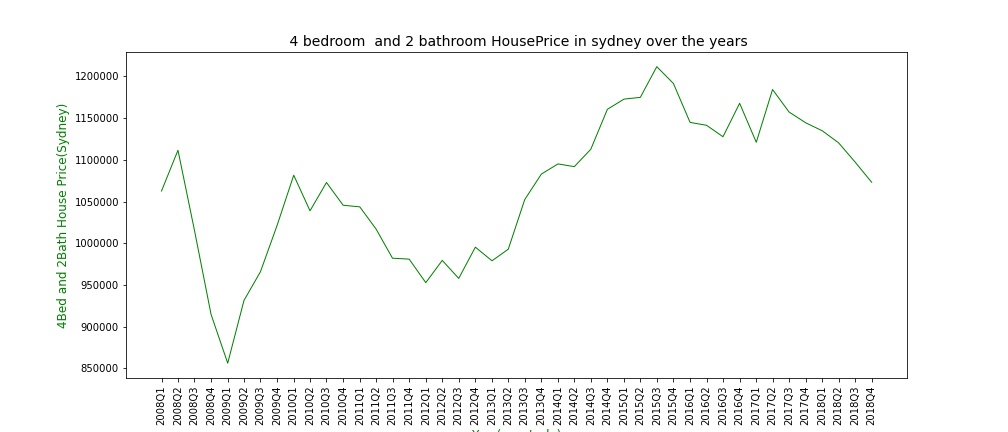 4 bedroom  and 2 bathroom HousePrice in sydney over the years
4Bed and 2Bath House Price(Sydney)
1200000
1150000
1100000
1050000
1000000
950000
900000
850000
2008Q1
2008Q2
2008Q3
2008Q4
2009Q1
2009Q2
2009Q3
2009Q4
2010Q1
2010Q2
2010Q3
2010Q4
2011Q1
2011Q2
2011Q3
2011Q4
2012Q1
2012Q2
2012Q3
2012Q4
2013Q1
2013Q2
2013Q3
2013Q4
2014Q1
2014Q2
2014Q3
2014Q4
2015Q1
2015Q2
2015Q3
2015Q4
2016Q1
2016Q2
2016Q3
2016Q4
2017Q1
2017Q2
2017Q3
2017Q4
2018Q1
2018Q2
2018Q3
2018Q4